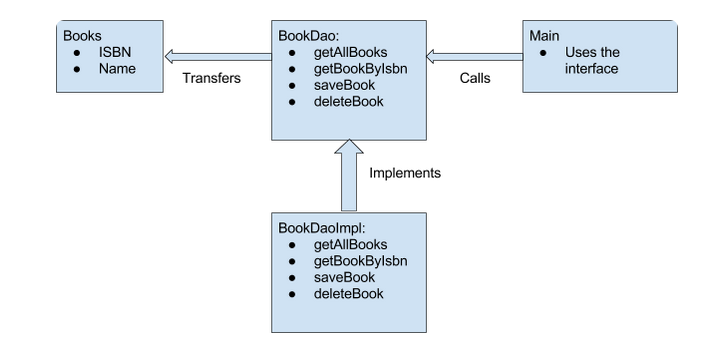 Books
● ISBN
● Name
Transfers
BookDao:
● getAllBooks
● getBookByIsbn
● saveBook
● deleteBook
Calls
Main
● Uses the
interface
Implements
BookDaoImpl:
● getAllBooks
● getBookByIsbn
● saveBook
● deleteBook